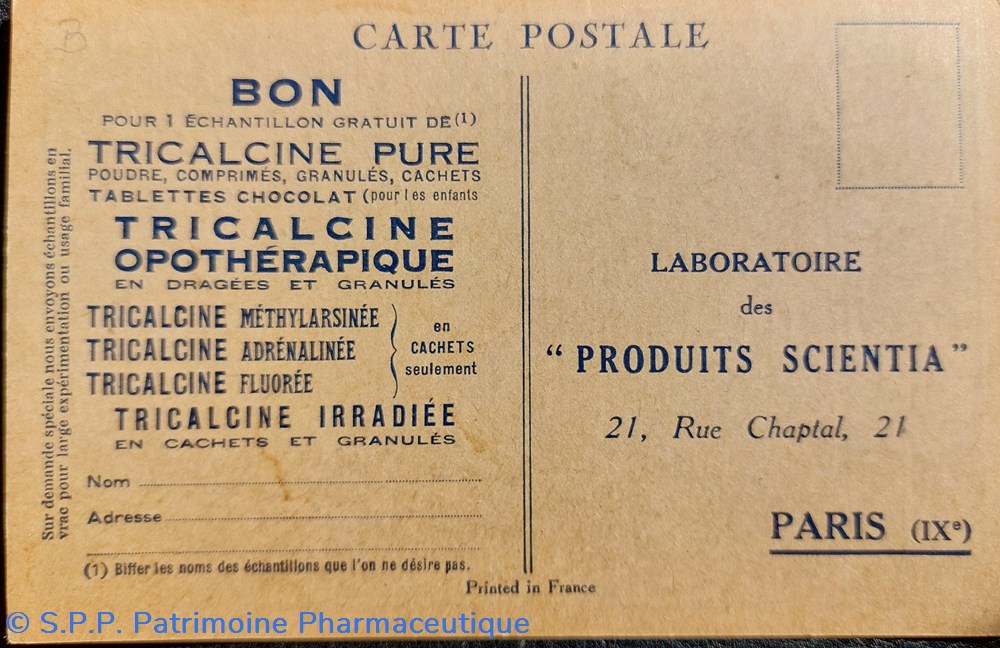 CARTE POSTALE
BON
POUR 1 ÉCHANTILLON GRATUIT DE (1)
TRICALCINE PURE
POUDRE, COMPRIMÉS, GRANULÉS, CACHETS
TABLETTES CHOCOLAT (pour les enfants
TRICALCINE
OPOTHÉRAPIQUE
EN DRAGÉES ET GRANULÉS
TRICALCINE MÉTHYLARSINÉE
TRICALCINE ADRÉNALINÉE
TRICALCINE FLUORÉE
en
CACHETS
seulement
TRICALCINE IRRADIÉE
EN CACHETS ET GRANULÉS
Nom
Adresse
(1) Biffer les noms des échantillons que l'on ne désire pas.
Sur demande spéciale nous envoyons échantillons en
vrac pour large expérimentation ou usage familial.
LABORATOIRE
des
"PRODUITS SCIENTIA"
21, Rue Chaptal, 21
PARIS (IXᵉ)
Printed in France
© S.P.P. Patrimoine Pharmaceutique